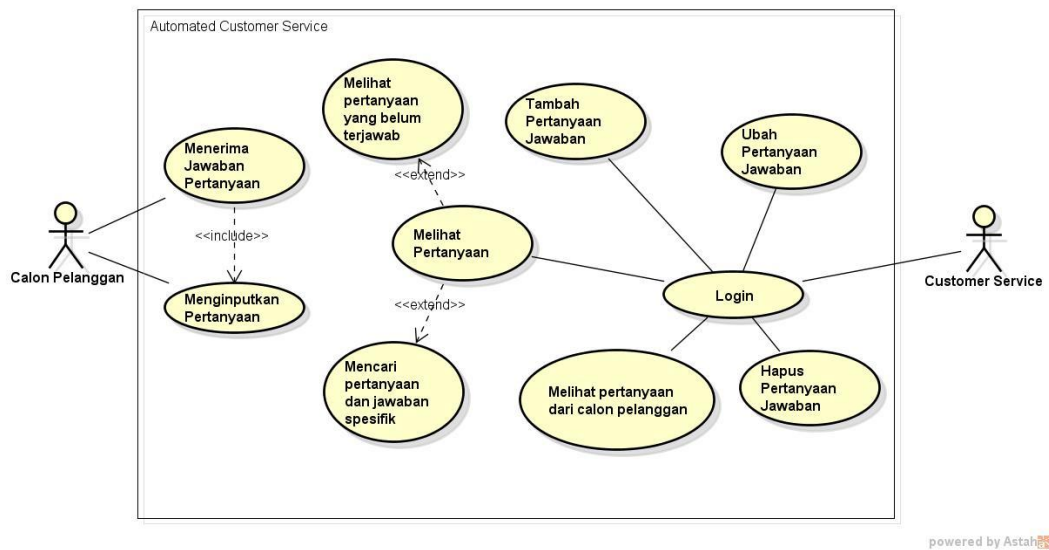 Automated Customer Service
Melihat
pertanyaan
yang belum
terjawab
Tambah
Pertanyaan
Jawaban
Ubah
Pertanyaan
Jawaban
Menerima
Jawaban
Pertanyaan
<<extend>>
<<include>>
Melihat
Pertanyaan
Calon Pelanggan
Customer Service
Menginputkan
Pertanyaan
<<extend>>
Login
Mencari
pertanyaan
dan jawaban
spesifik
Melihat pertanyaan
dari calon pelanggan
Hapus
Pertanyaan
Jawaban
powered by Astah